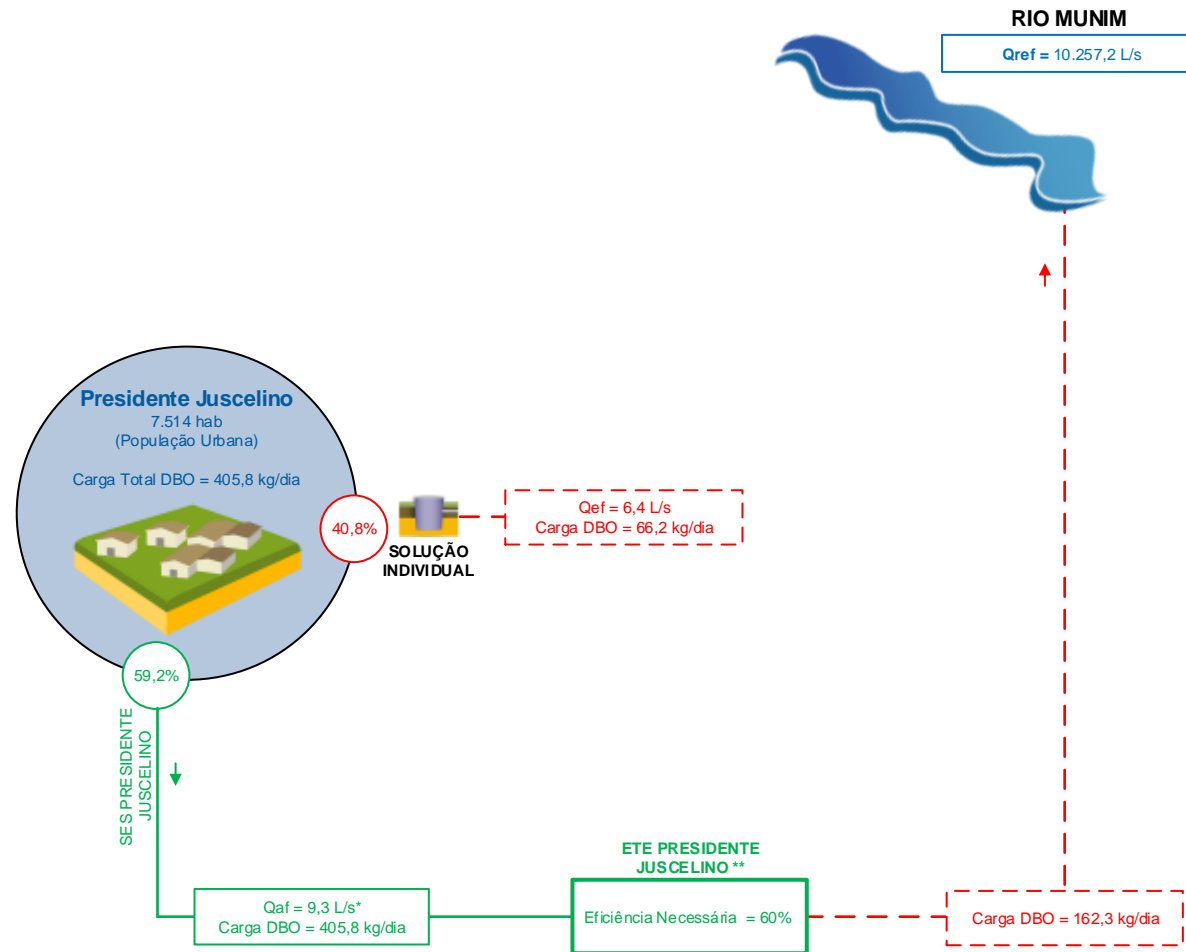 RIO MUNIM
Qref = 10.257,2 L/s
Presidente Juscelino
7.514 hab
(População Urbana)
Carga Total DBO = 405,8 kg/dia
40,8%
SOLUÇÃO
INDIVIDUAL
Qef = 6,4 L/s
Carga DBO = 66,2 kg/dia
59,2%
SES PRESIDENTE
JUSCELINO
Qaf = 9,3 L/s*
Carga DBO = 405,8 kg/dia
ETE PRESIDENTE
JUSCELINO **
Eficiência Necessária = 60%
Carga DBO = 162,3 kg/dia